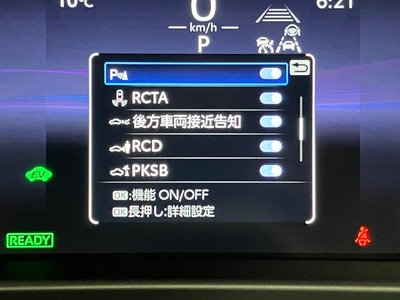 10℃
0
6:21
km/h
P
P
RCTA
後方車両接近告知
RCD
PKSB
OK:機能 ON/OFF
OK長押し:詳細設定
EV
READY